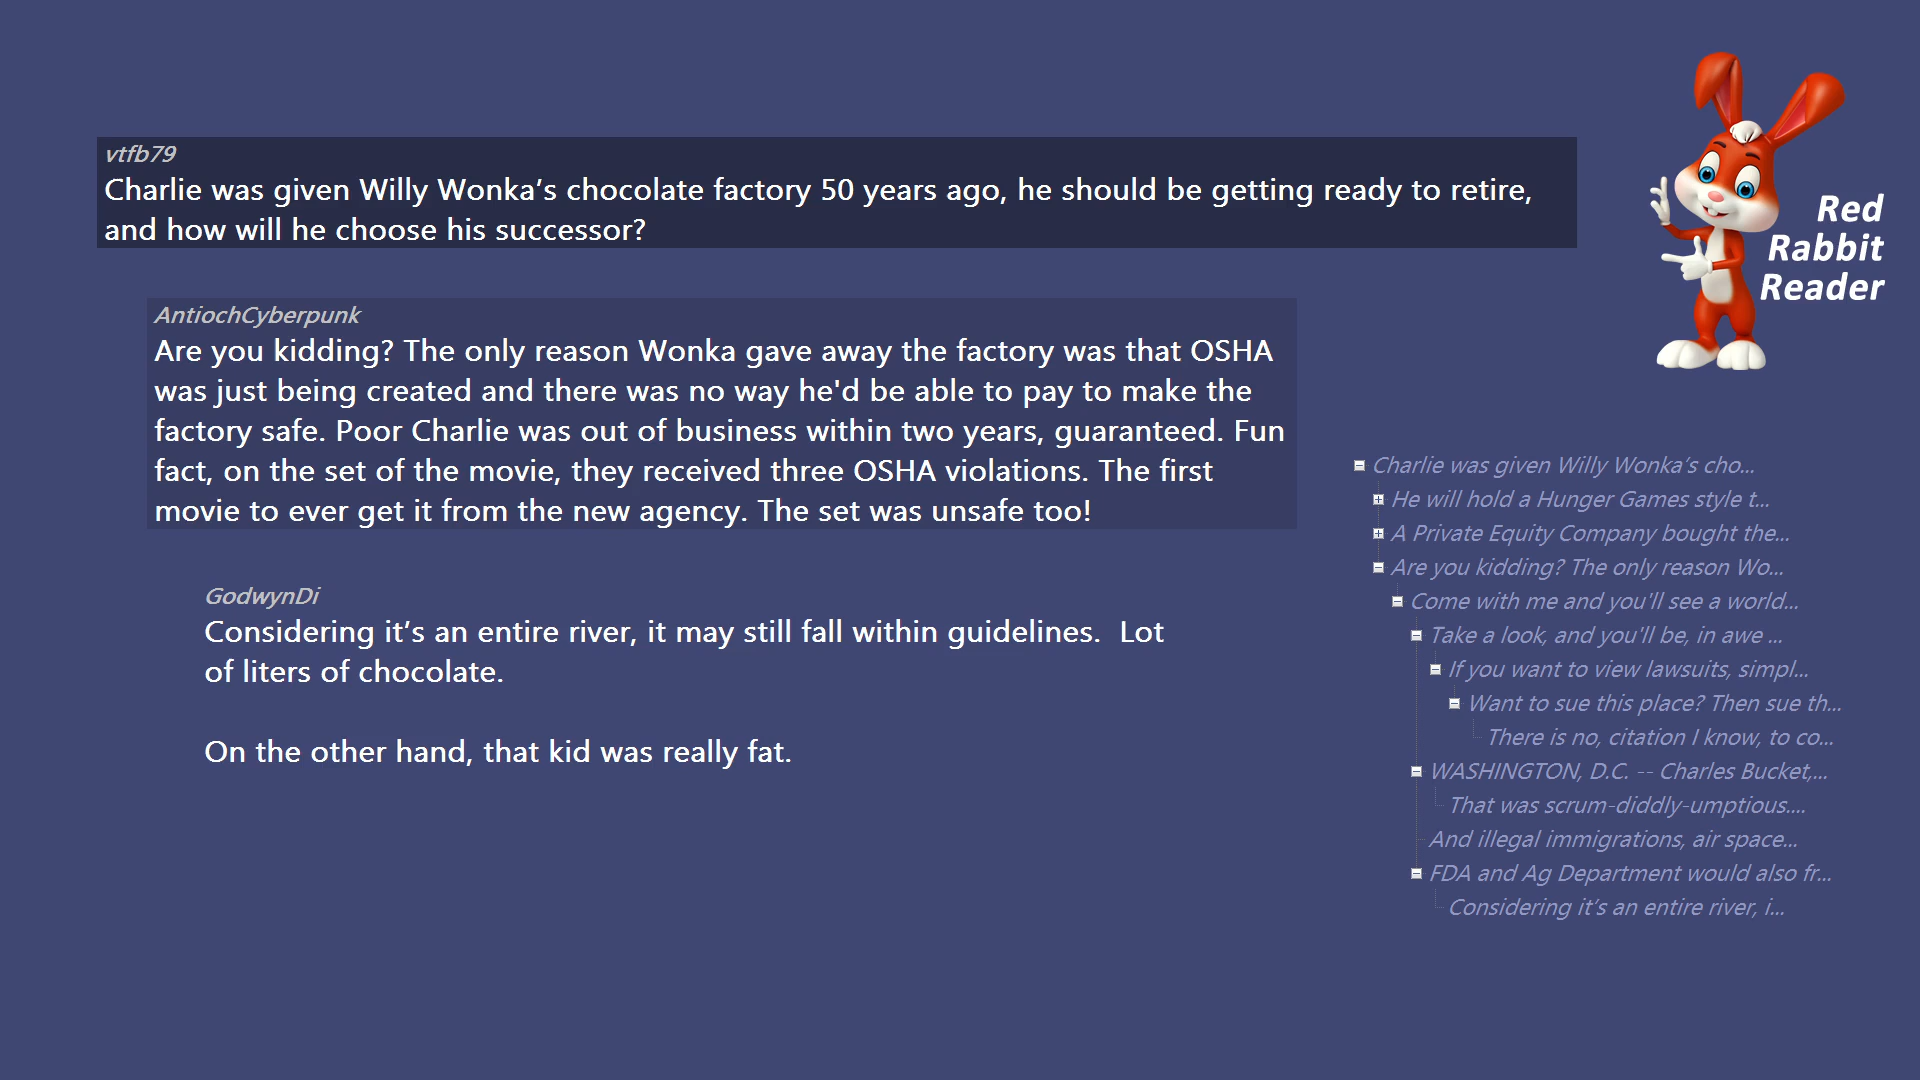 vtfb79
Charlie was given Willy Wonka’s chocolate factory 50 years ago, he should be getting ready to retire,
and how will he choose his successor?
AntiochCyberpunk
Are you kidding? The only reason Wonka gave away the factory was that OSHA
was just being created and there was no way he'd be able to pay to make the
factory safe. Poor Charlie was out of business within two years, guaranteed. Fun
fact, on the set of the movie, they received three OSHA violations. The first
movie to ever get it from the new agency. The set was unsafe too!
GodwynDi
Considering it’s an entire river, it may still fall within guidelines.  Lot
of liters of chocolate.
On the other hand, that kid was really fat.
Red
Rabbit
Reader
Charlie was given Willy Wonka’s cho...
He will hold a Hunger Games style t...
A Private Equity Company bought the...
Are you kidding? The only reason Wo...
Come with me and you'll see a world...
Take a look, and you'll be, in awe ...
If you want to view lawsuits, simpl...
Want to sue this place? Then sue th...
There is no, citation I know, to co...
WASHINGTON, D.C. -- Charles Bucket,...
That was scrum-diddly-umptious....
And illegal immigrations, air space...
FDA and Ag Department would also fr...
Considering it’s an entire river, i...